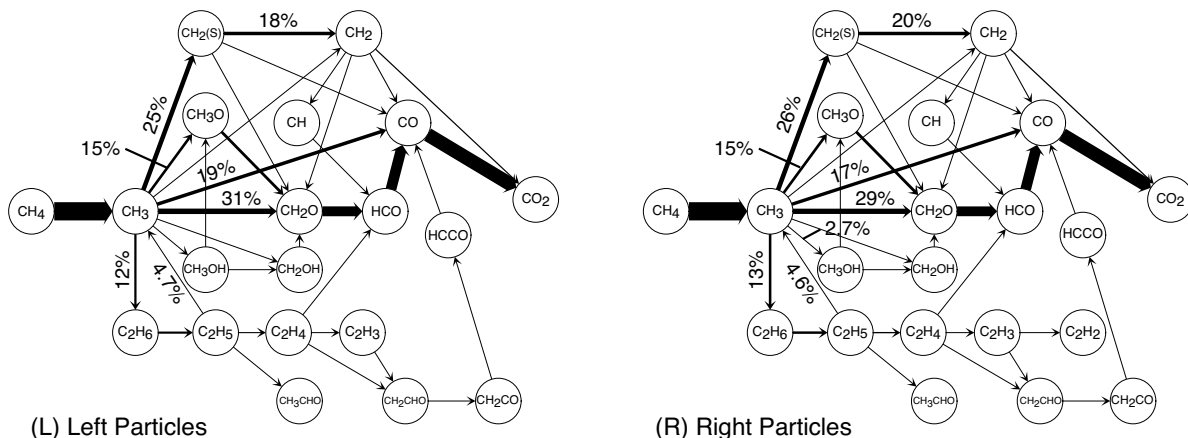 18%
CH2(S)
CH2
25%
CH3O
CH
CO
15%
19%
31%
CH4
CH3
CH2O
HCO
CO2
HCCO
CH3OH
CH2OH
12%
4.7%
C2H6
C2H5
C2H4
C2H3
CH3CHO
CH2CHO
CH2CO
(L) Left Particles
20%
CH2(S)
CH2
26%
CH3O
CH
CO
15%
17%
29%
CH4
CH3
CH2O
HCO
CO2
2.7%
HCCO
CH3OH
CH2OH
13%
4.6%
C2H6
C2H5
C2H4
C2H3
C2H2
CH3CHO
CH2CHO
CH2CO
(R) Right Particles